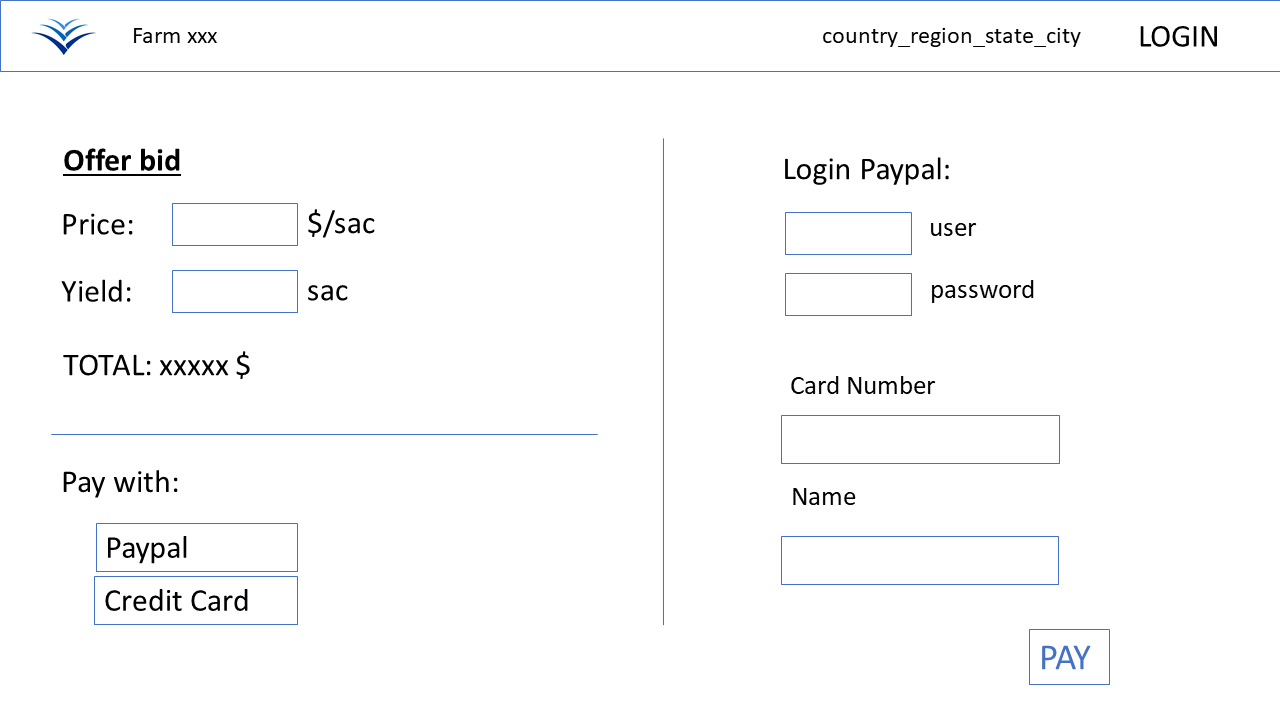 Farm xxx
country_region_state_city
LOGIN
Offer bid
Price:
$/sac
Yield:
sac
TOTAL: xxxxx $
Pay with:
Paypal
Credit Card
Login Paypal:
user
password
Card Number
Name
PAY